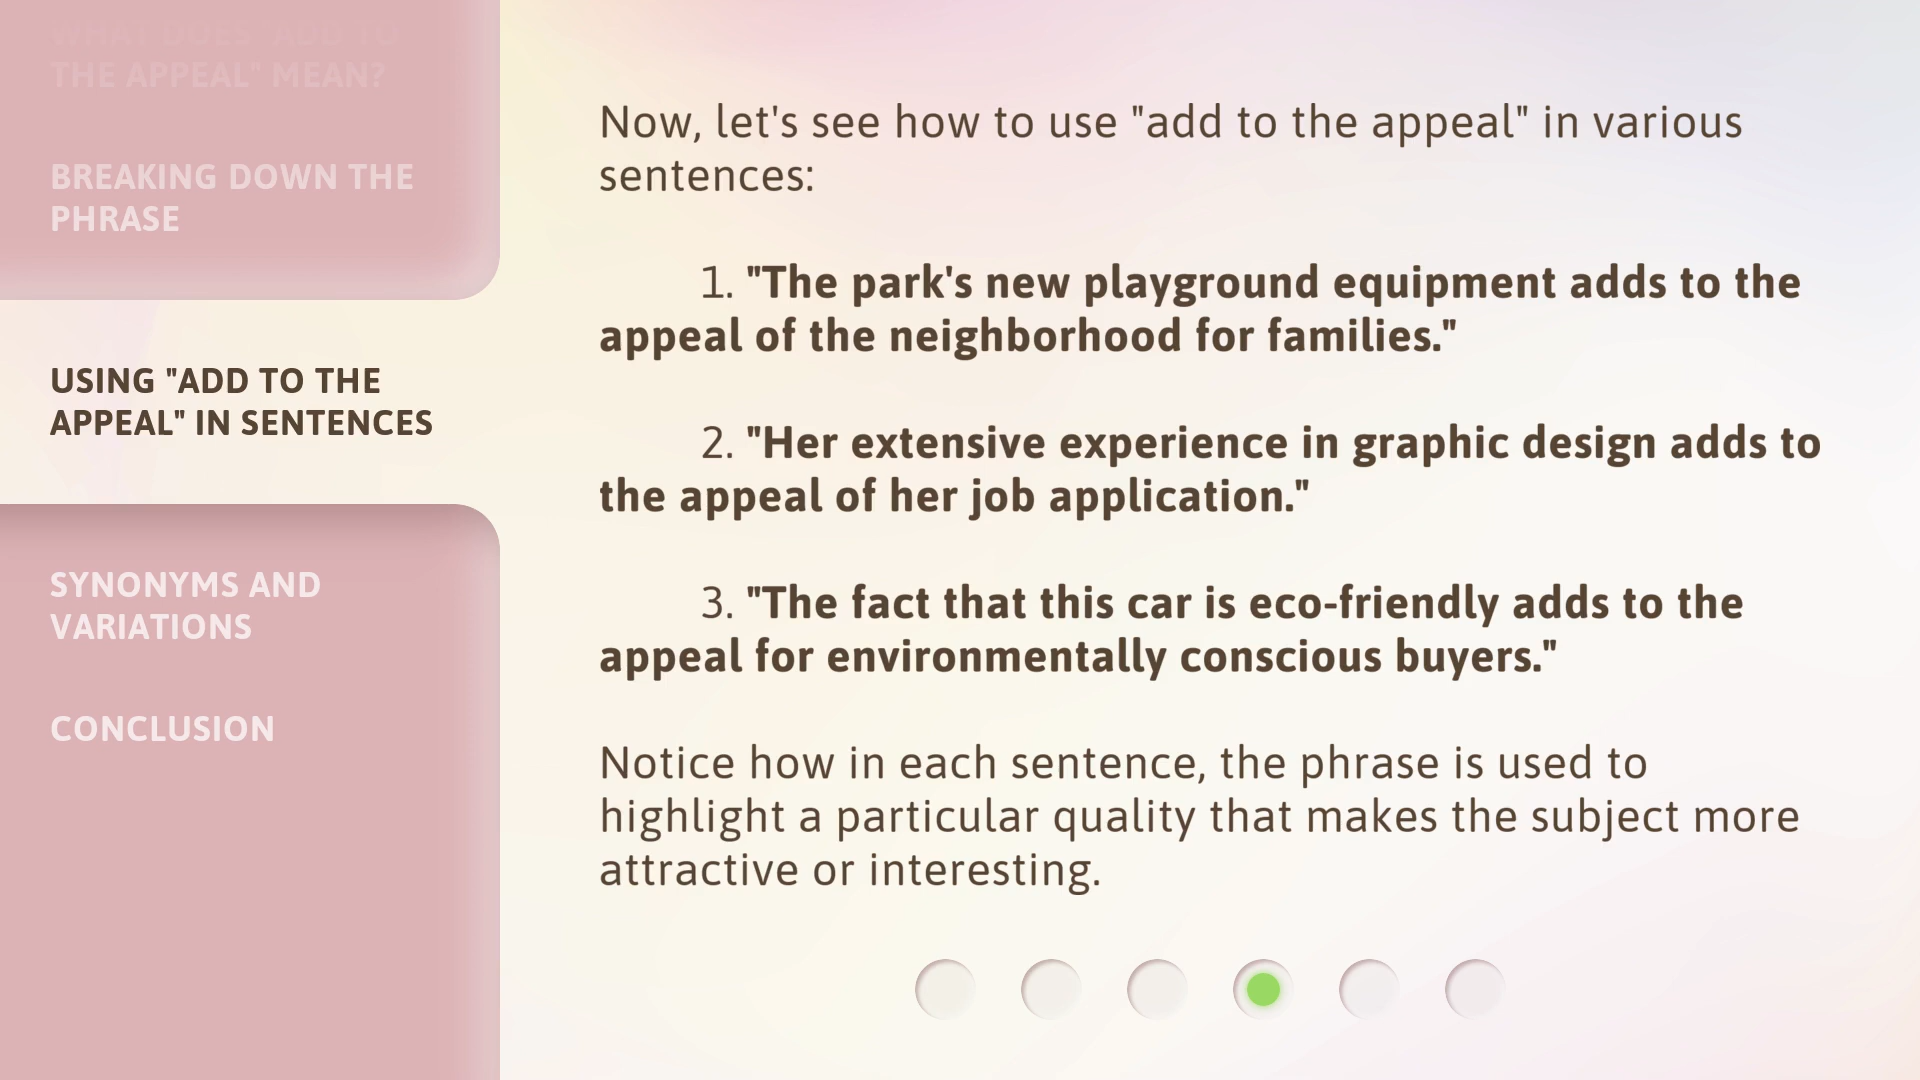 WHAT DOES "ADD TO
THE APPEAL" MEAN?
BREAKING DOWN THE
PHRASE
USING "ADD TO THE
APPEAL" IN SENTENCES
SYNONYMS AND
VARIATIONS
CONCLUSION
Now, let's see how to use "add to the appeal" in various
sentences:
1. "The park's new playground equipment adds to the
appeal of the neighborhood for families."
2. "Her extensive experience in graphic design adds to
the appeal of her job application."
3. "The fact that this car is eco-friendly adds to the
appeal for environmentally conscious buyers."
Notice how in each sentence, the phrase is used to
highlight a particular quality that makes the subject more
attractive or interesting.